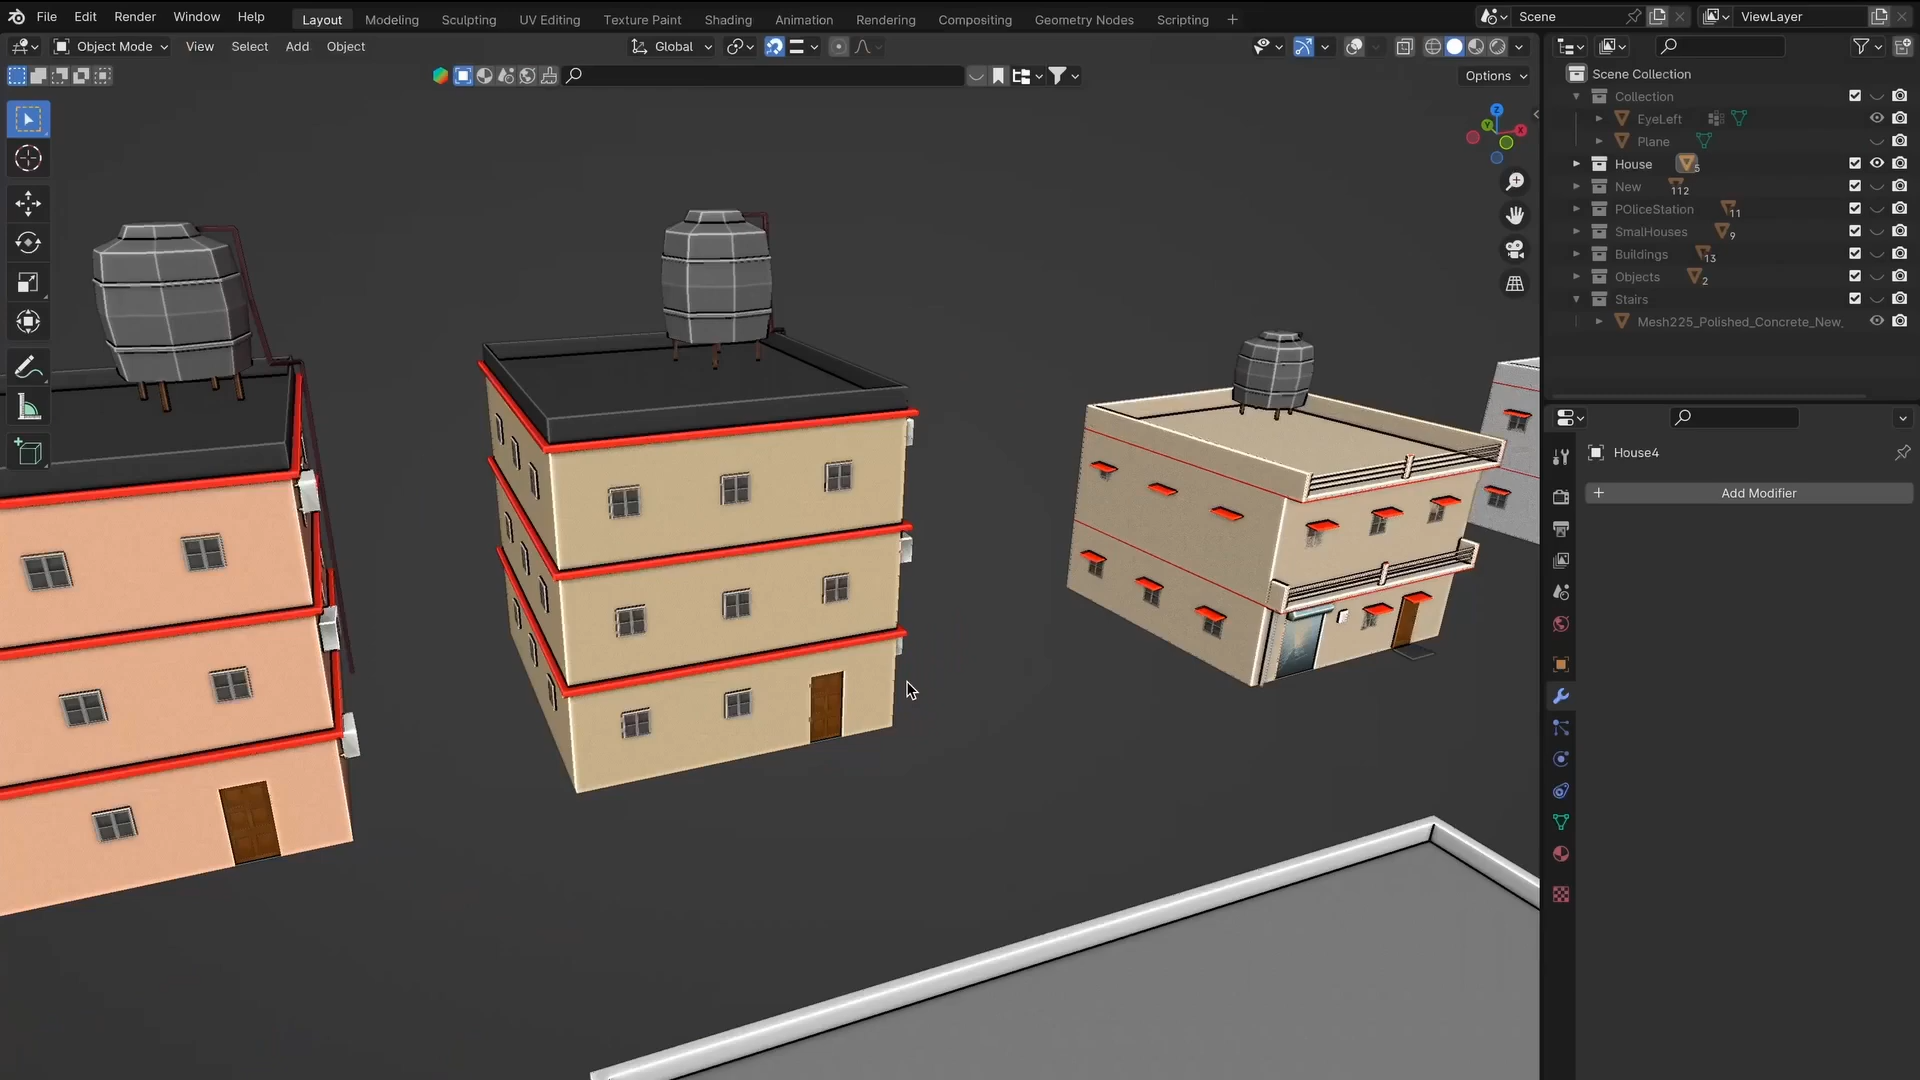 File Edit Render Window Help Layout Modeling Sculpting UV Editing Texture Paint Shading Animation Rendering Compositing Geometry Nodes Scripting + Scene ViewLayer
Object Mode View Select Add Object Global
Options
Z
Y X
Scene Collection
Collection
EyeLeft
Plane
House 5
New 112
POliceStation 11
SmalHouses 9
Buildings 13
Objects 2
Stairs
Mesh225_Polished_Concrete_New_
House4
+ Add Modifier